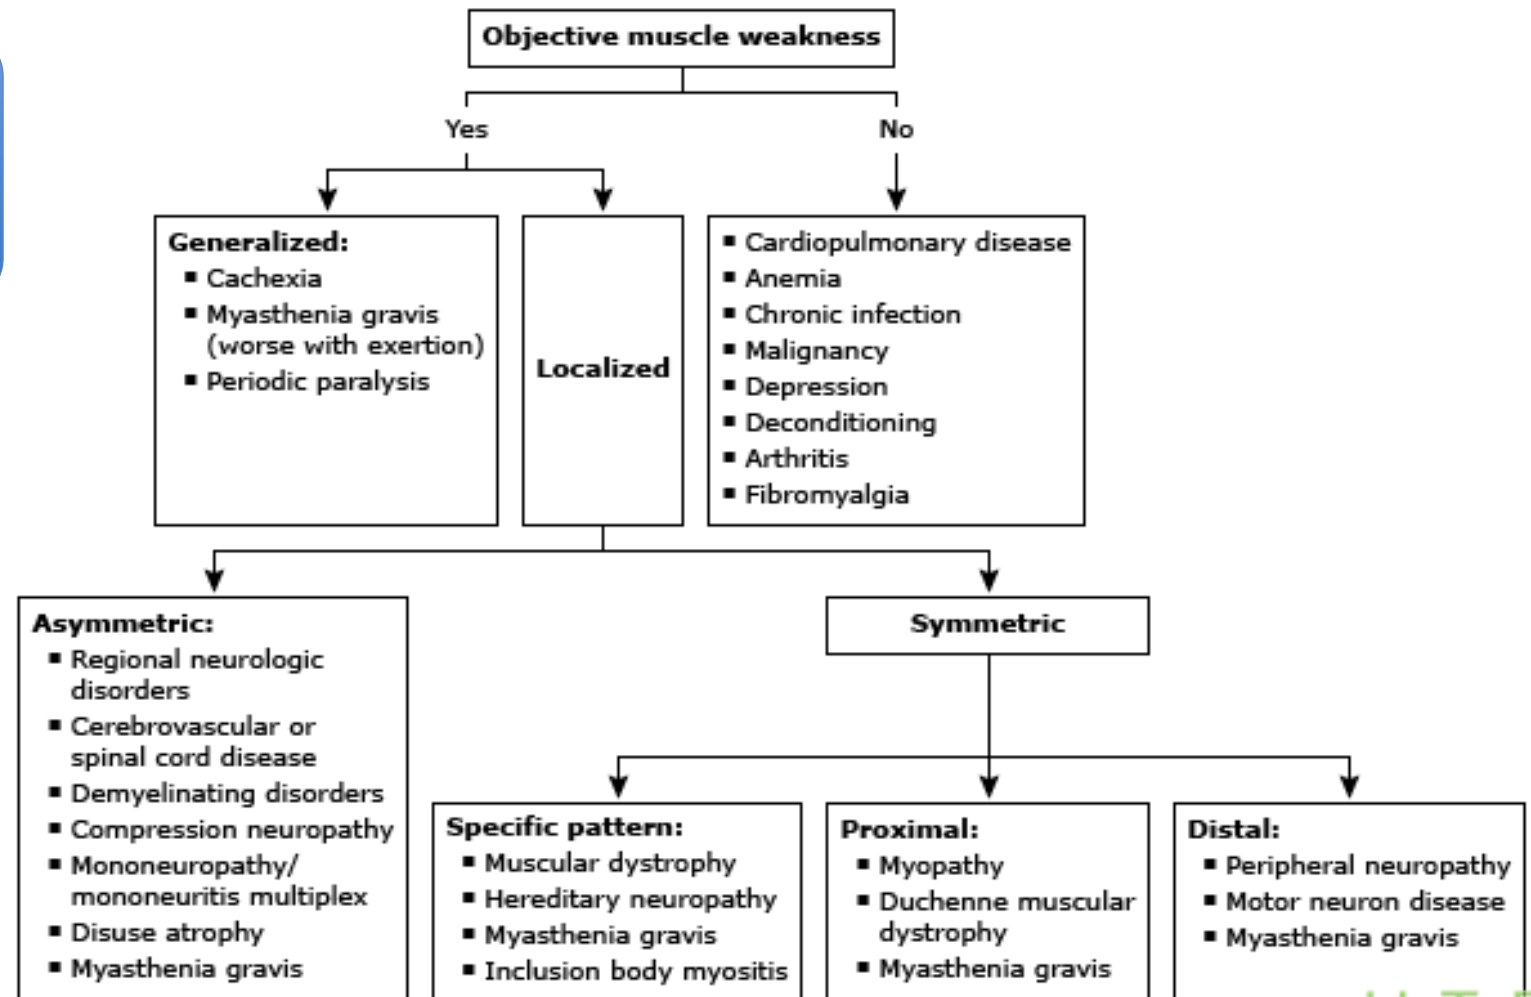 Objective muscle weakness
Yes
No
Generalized:
▪ Cachexia
▪ Myasthenia gravis
(worse with exertion)
▪ Periodic paralysis
Localized
▪ Cardiopulmonary disease
▪ Anemia
▪ Chronic infection
▪ Malignancy
▪ Depression
▪ Deconditioning
▪ Arthritis
▪ Fibromyalgia
Asymmetric:
▪ Regional neurologic
disorders
▪ Cerebrovascular or
spinal cord disease
▪ Demyelinating disorders
▪ Compression neuropathy
▪ Mononeuropathy/
mononeuritis multiplex
▪ Disuse atrophy
▪ Myasthenia gravis
Symmetric
Specific pattern:
▪ Muscular dystrophy
▪ Hereditary neuropathy
▪ Myasthenia gravis
▪ Inclusion body myositis
Proximal:
▪ Myopathy
▪ Duchenne muscular
dystrophy
▪ Myasthenia gravis
Distal:
▪ Peripheral neuropathy
▪ Motor neuron disease
▪ Myasthenia gravis